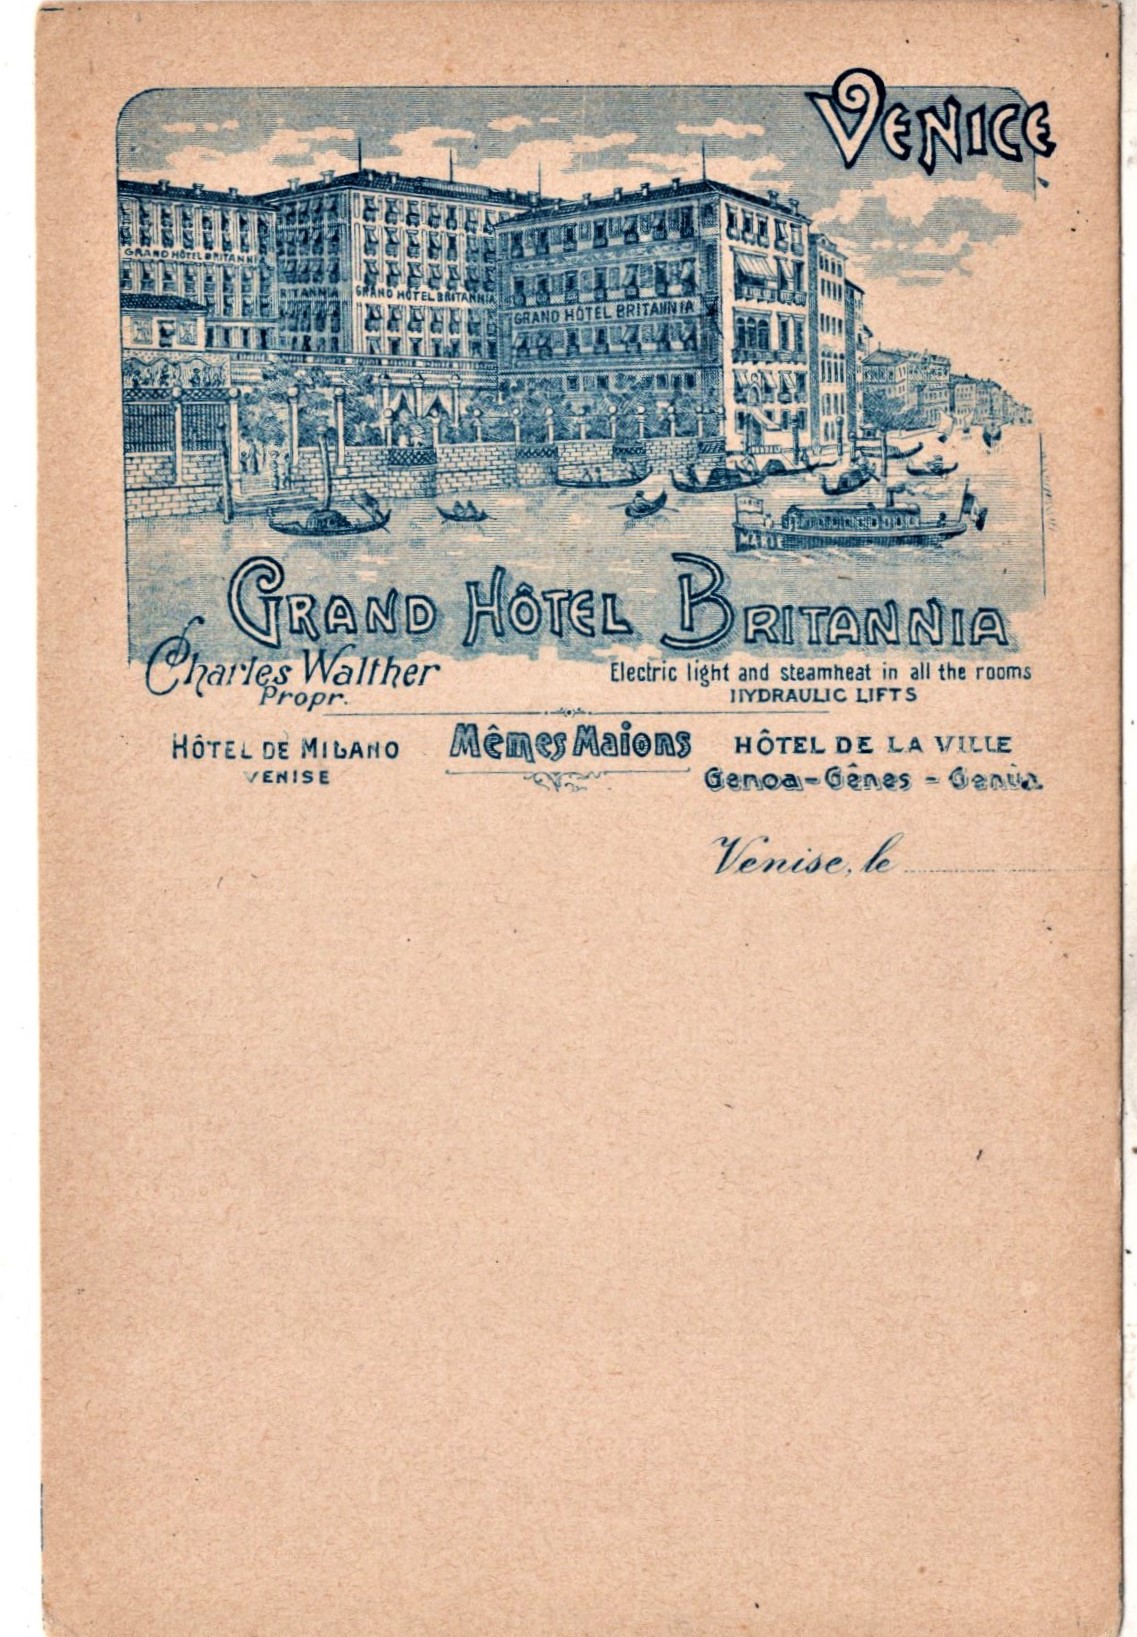 VENICE
GRAND HÔTEL BRITANNIA
RITANNIA
GRAND HÔTEL BRITANNIA
GRAND HÔTEL BRITANNIA
MARIE
GRAND HÔTEL BRITANNIA
Charles Walther
Propr.
Electric light and steamheat in all the rooms
HYDRAULIC LIFTS
HÔTEL DE MILANO
VENISE
Mêmes Maions
HÔTEL DE LA VILLE
Genoa - Gênes - Genua
Venise, le